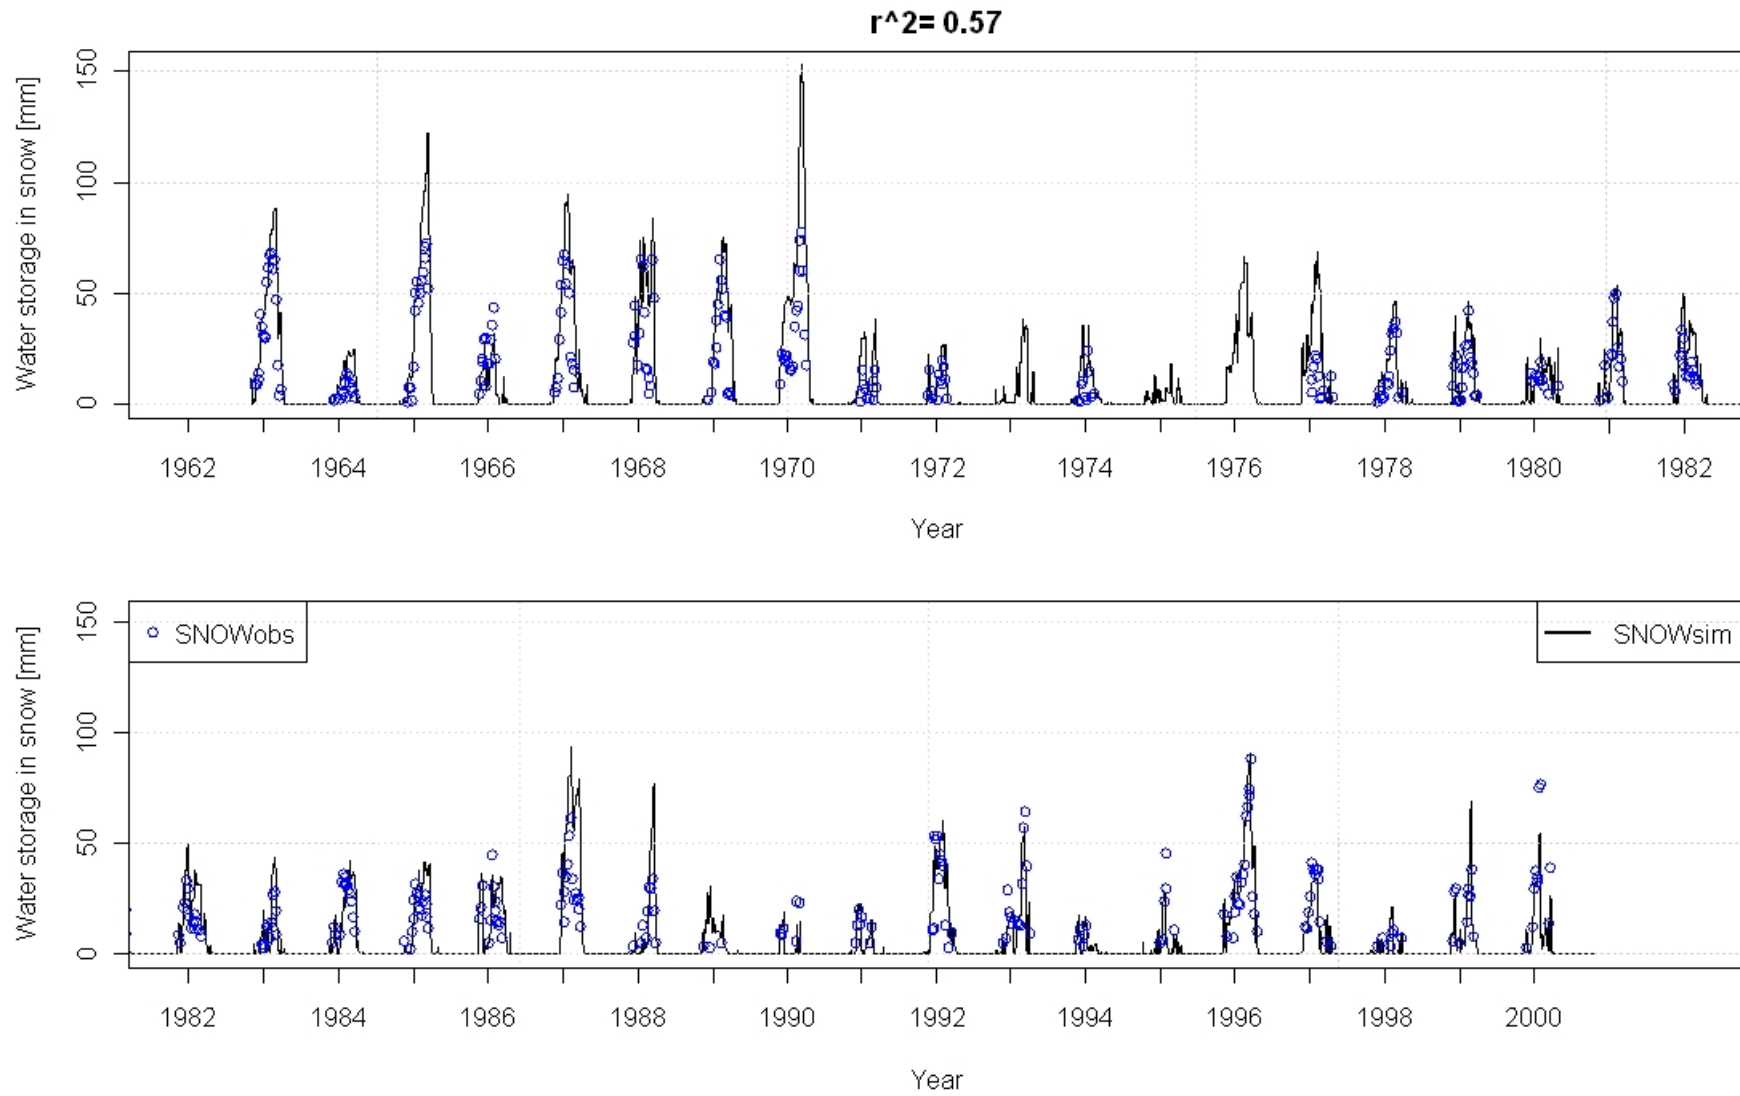 r^2= 0.57
Water storage in snow [mm]
150
100
50
0
1962 1964 1966 1968 1970 1972 1974 1976 1978 1980 1982
Year
Water storage in snow [mm]
150
100
50
0
SNOWobs
SNOWsim
1982 1984 1986 1988 1990 1992 1994 1996 1998 2000
Year